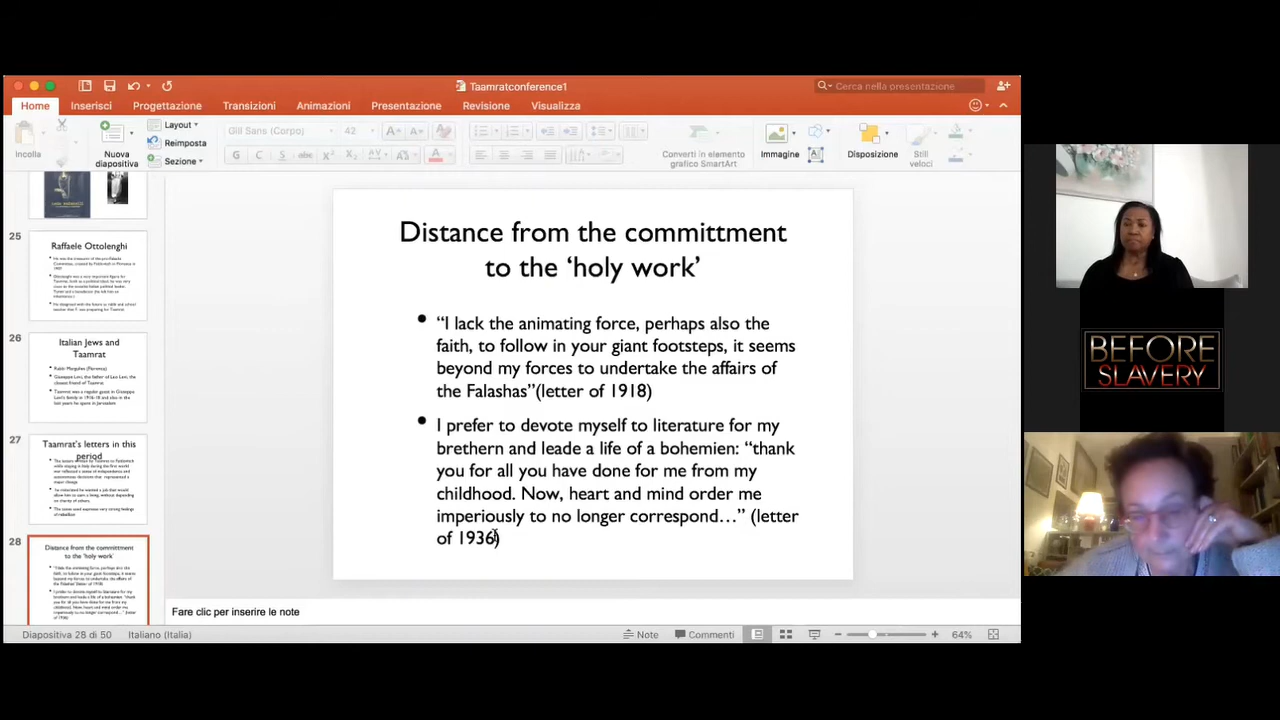 Taamratconference1
Cerca nella presentazione
Home Inserisci Progettazione Transizioni Animazioni Presentazione Revisione Visualizza
Incolla
Nuova
diapositiva
Layout
Reimposta
Sezione
Gill Sans (Corpo) 42
Converti in elemento
grafico SmartArt
Immagine
Disposizione
Stili
veloci
25
Raffaele Ottolenghi
26
Italian Jews and
Taamrat
27
Taamrat's letters in this
period
28
Distance from the committment
to the 'holy work'
Distance from the committment
to the 'holy work'
• “I lack the animating force, perhaps also the
faith, to follow in your giant footsteps, it seems
beyond my forces to undertake the affairs of
the Falashas”(letter of 1918)
• I prefer to devote myself to literature for my
brethern and leade a life of a bohemien: “thank
you for all you have done for me from my
childhood. Now, heart and mind order me
imperiously to no longer correspond…” (letter
of 1936)
Fare clic per inserire le note
Diapositiva 28 di 50 Italiano (Italia) Note Commenti 64%
BEFORE
SLAVERY